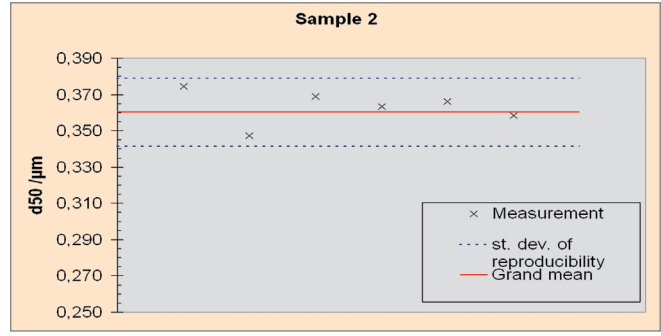 Sample 2
0,390
0,370
0,350
0,330
0,310
0,290
0,270
0,250
d50 /µm
Measurement
st. dev. of
reproducibility
Grand mean